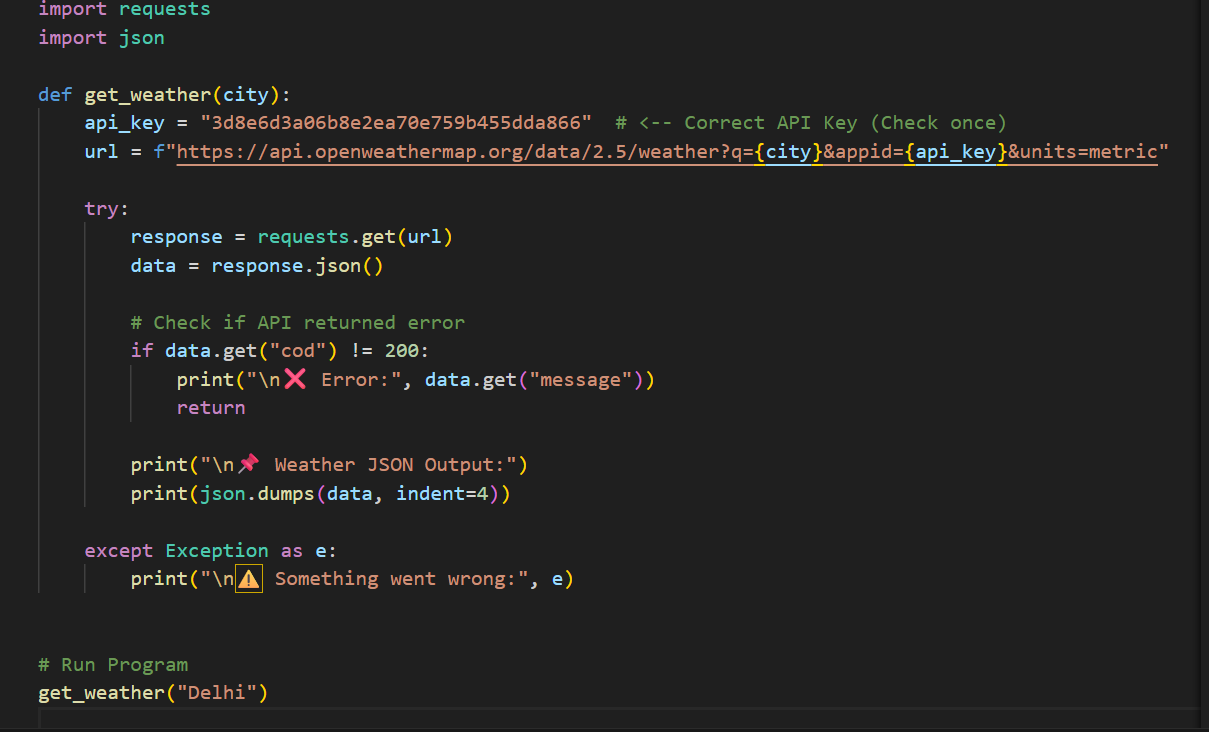 import requests
import json
def get_weather(city):
    api_key = "3d8e6d3a06b8e2ea70e759b455dda866"  # <-- Correct API Key (Check once)
    url = f"https://api.openweathermap.org/data/2.5/weather?q={city}&appid={api_key}&units=metric"
    try:
        response = requests.get(url)
        data = response.json()
        # Check if API returned error
        if data.get("cod") != 200:
            print("\n❌ Error:", data.get("message"))
            return
        print("\n📌 Weather JSON Output:")
        print(json.dumps(data, indent=4))
    except Exception as e:
        print("\n⚠️ Something went wrong:", e)
# Run Program
get_weather("Delhi")